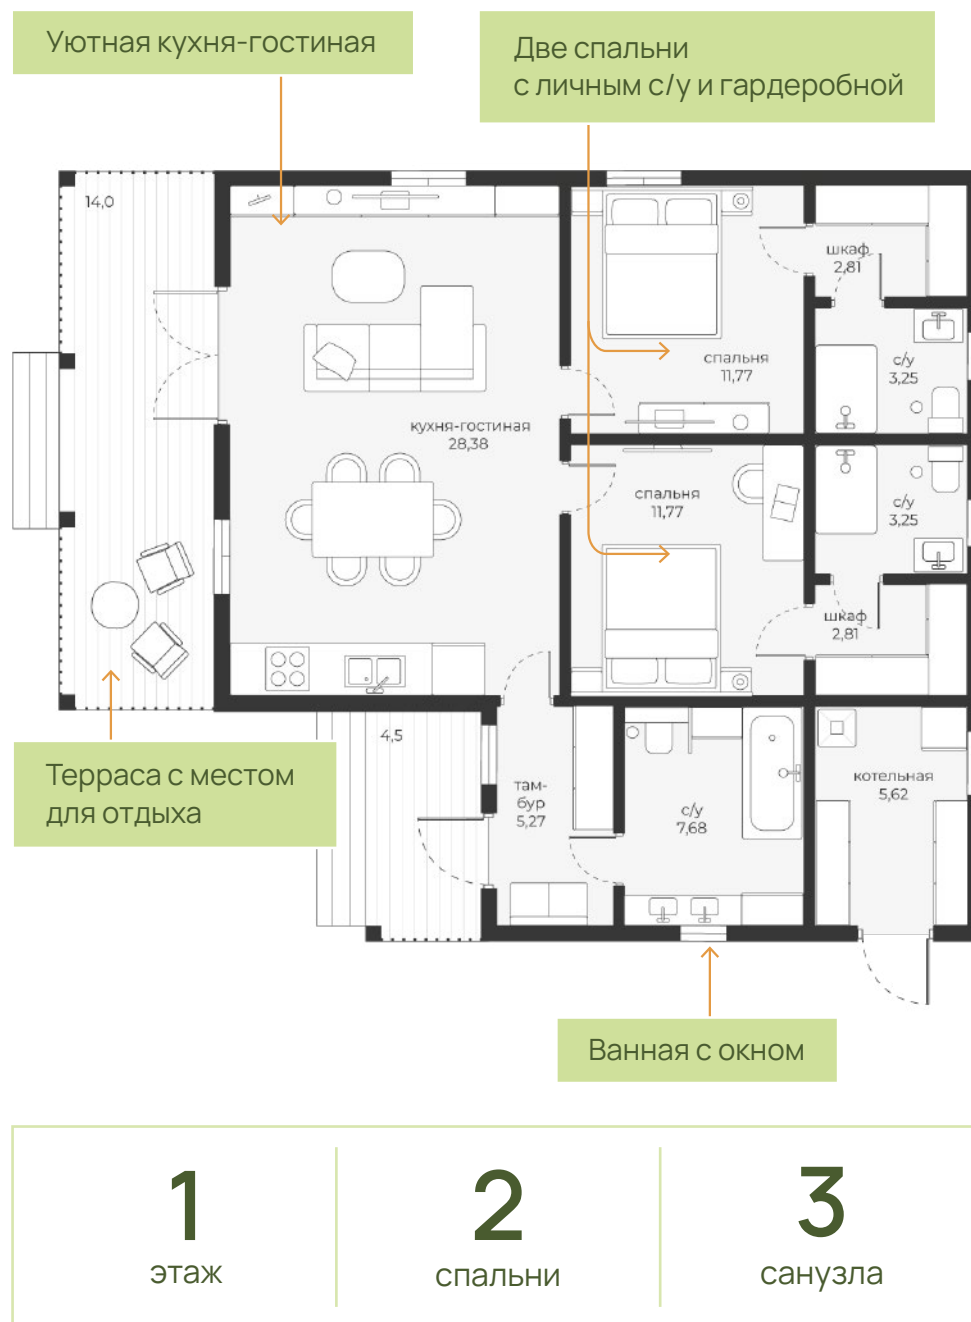 Уютная кухня-гостиная
Две спальни
с личным с/у и гардеробной
14,0
шкаф
2,81
спальня
11,77
с/у
3,25
кухня-гостиная
28,38
спальня
11,77
с/у
3,25
шкаф
2,81
4,5
Терраса с местом
для отдыха
там-
бур
5,27
с/у
7,68
котельная
5,62
Ванная с окном
1
этаж
2
спальни
3
санузла